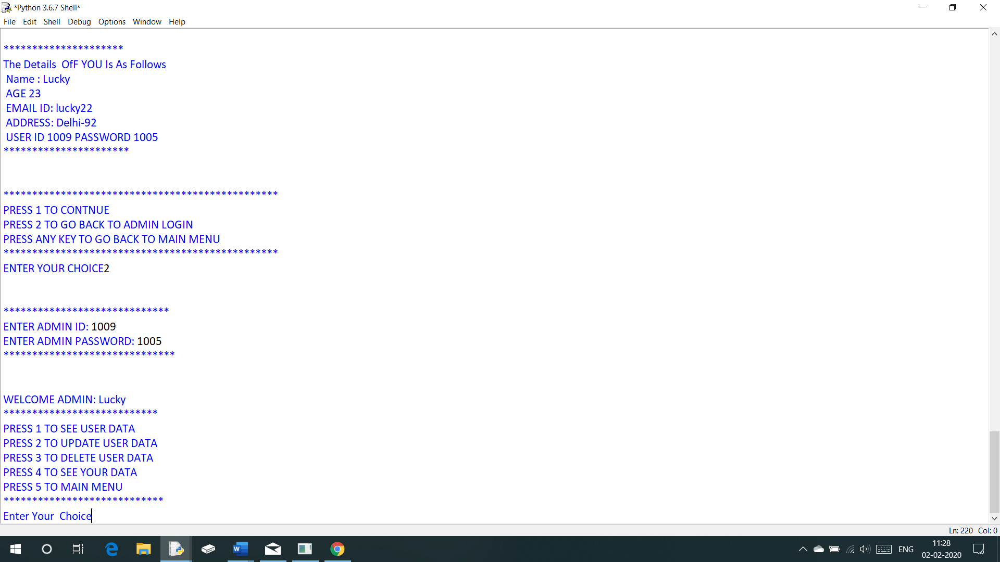 *Python 3.6.7 Shell*
File Edit Shell Debug Options Window Help
*********************
The Details  OfF YOU Is As Follows
Name : Lucky
AGE 23
EMAIL ID: lucky22
ADDRESS: Delhi-92
USER ID 1009 PASSWORD 1005
**********************
************************************************
PRESS 1 TO CONTNUE
PRESS 2 TO GO BACK TO ADMIN LOGIN
PRESS ANY KEY TO GO BACK TO MAIN MENU
************************************************
ENTER YOUR CHOICE2
*****************************
ENTER ADMIN ID: 1009
ENTER ADMIN PASSWORD: 1005
******************************
WELCOME ADMIN: Lucky
***************************
PRESS 1 TO SEE USER DATA
PRESS 2 TO UPDATE USER DATA
PRESS 3 TO DELETE USER DATA
PRESS 4 TO SEE YOUR DATA
PRESS 5 TO MAIN MENU
****************************
Enter Your  Choice
Ln: 220 Col: 0
ENG
11:28
02-02-2020